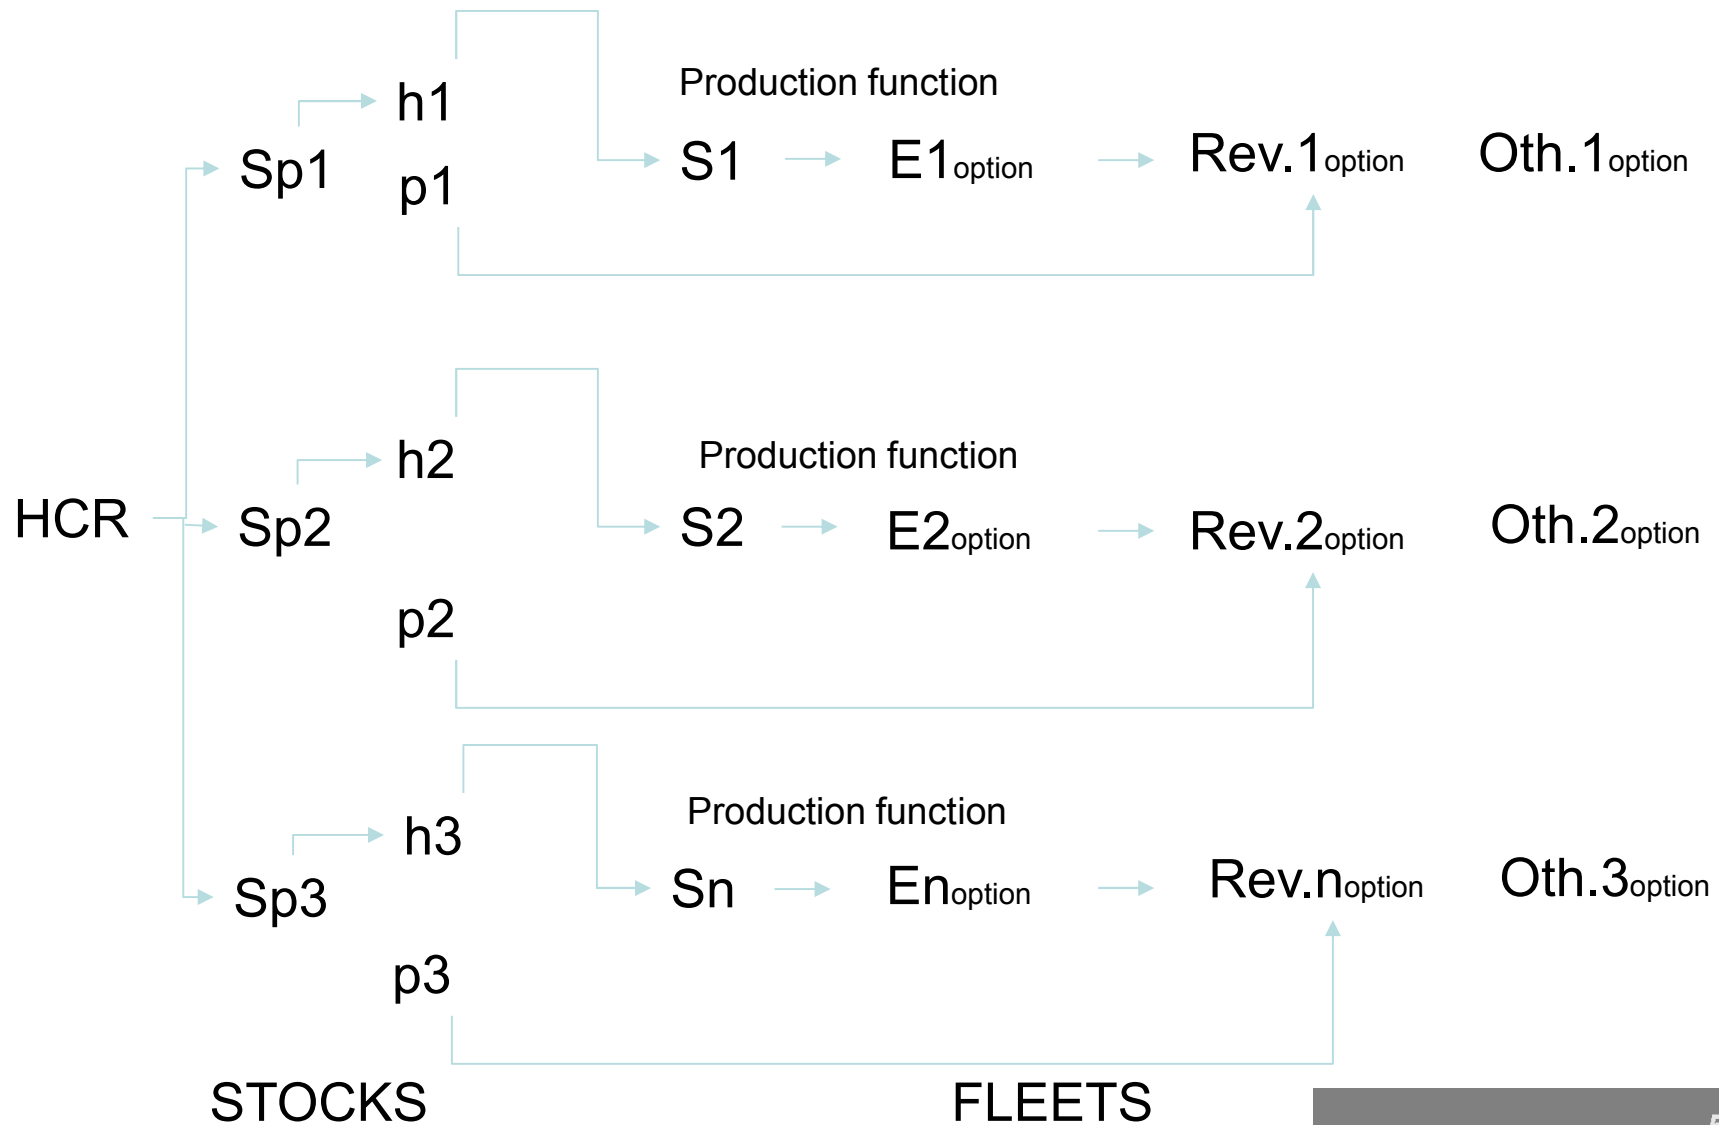 h1
Production function
Sp1
p1
S1
E1option
Rev.1option
Oth.1option
h2
Production function
HCR
Sp2
S2
E2option
Rev.2option
Oth.2option
p2
h3
Production function
Sp3
Sn
Enoption
Rev.noption
Oth.3option
p3
STOCKS
FLEETS